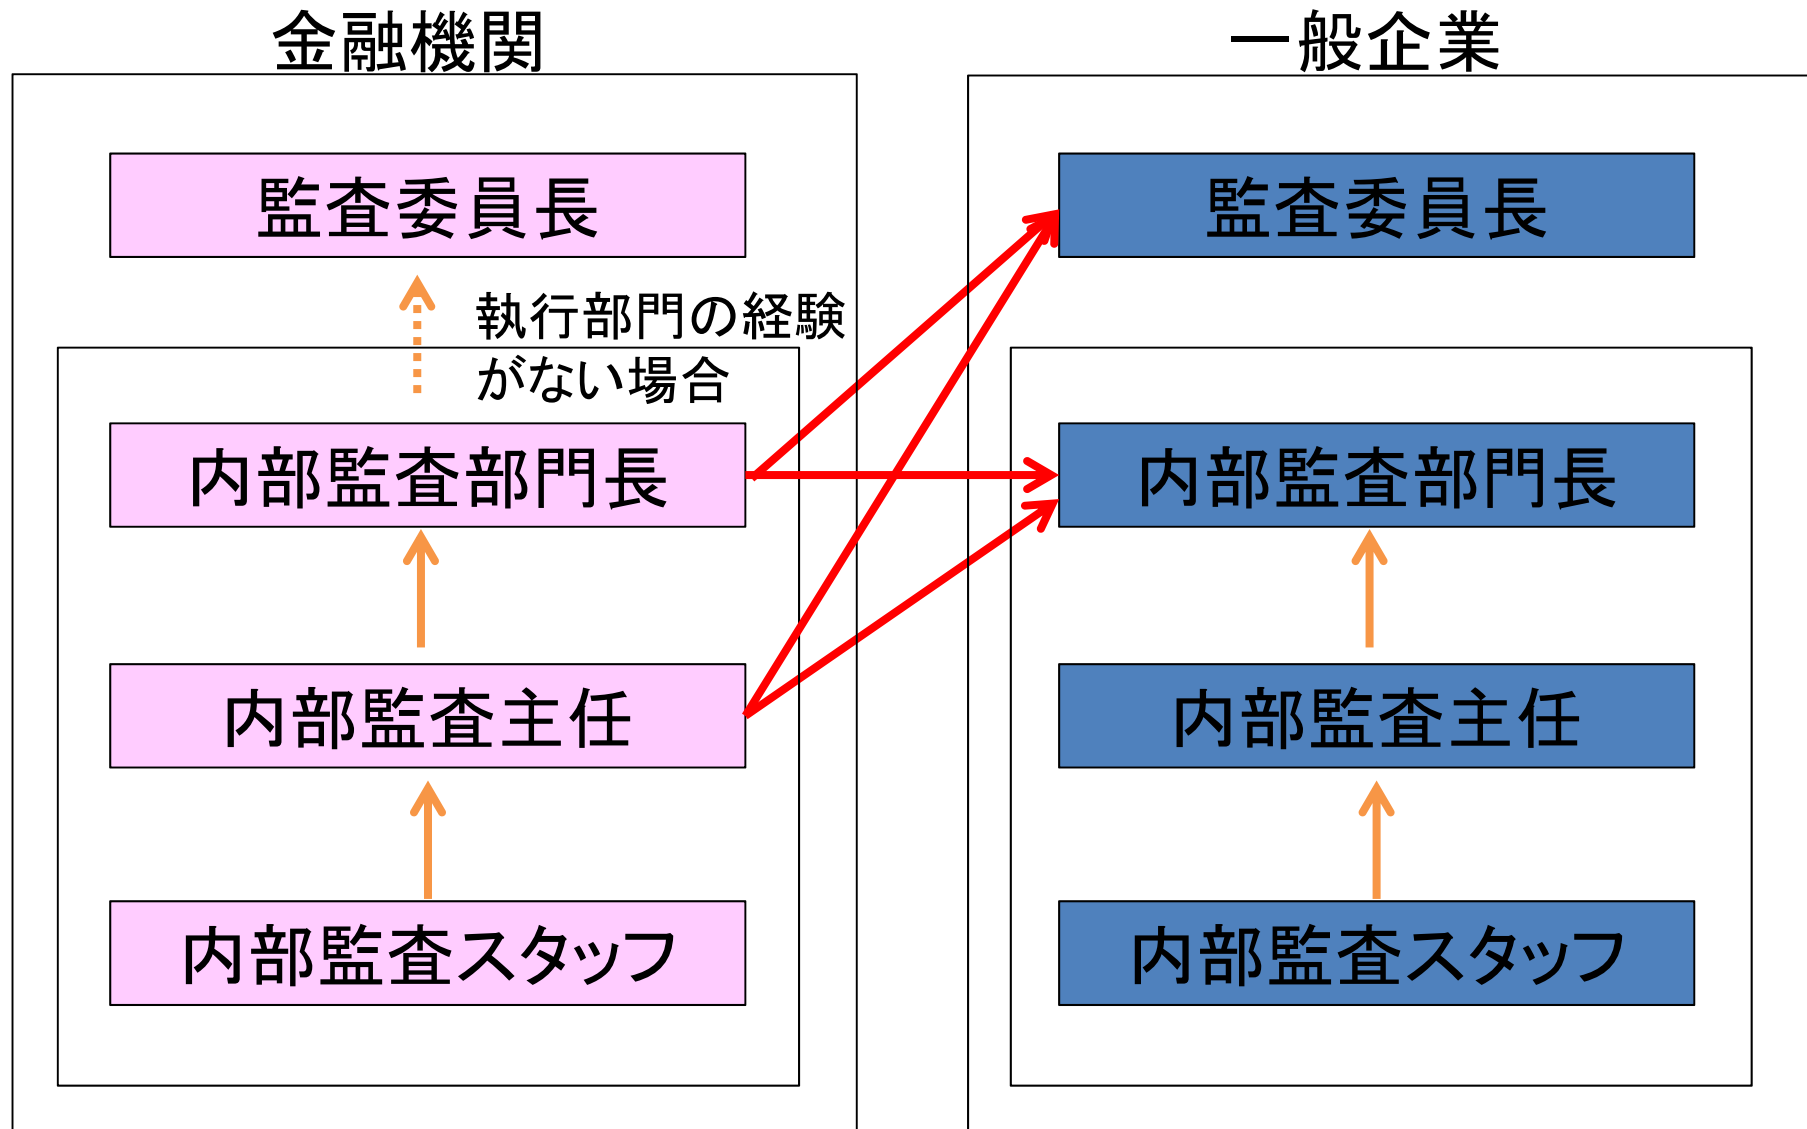 金融機関
監査委員長
執行部門の経験
がない場合
内部監査部門長
内部監査主任
内部監査スタッフ
一般企業
監査委員長
内部監査部門長
内部監査主任
内部監査スタッフ